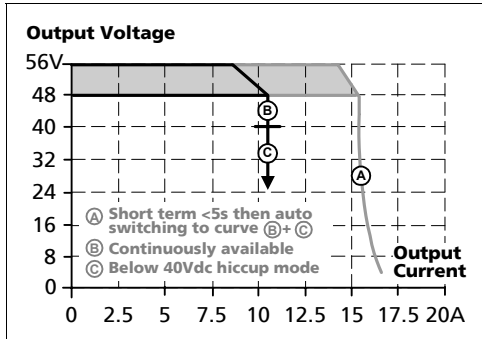 Output Voltage
56V
48
B
40
C
32
A
24
16
A Short term <5s then auto
switching to curve B+C
B Continuously available
8
C Below 40Vdc hiccup mode
Output
Current
0
0 2.5 5 7.5 10 12.5 15 17.5 20A